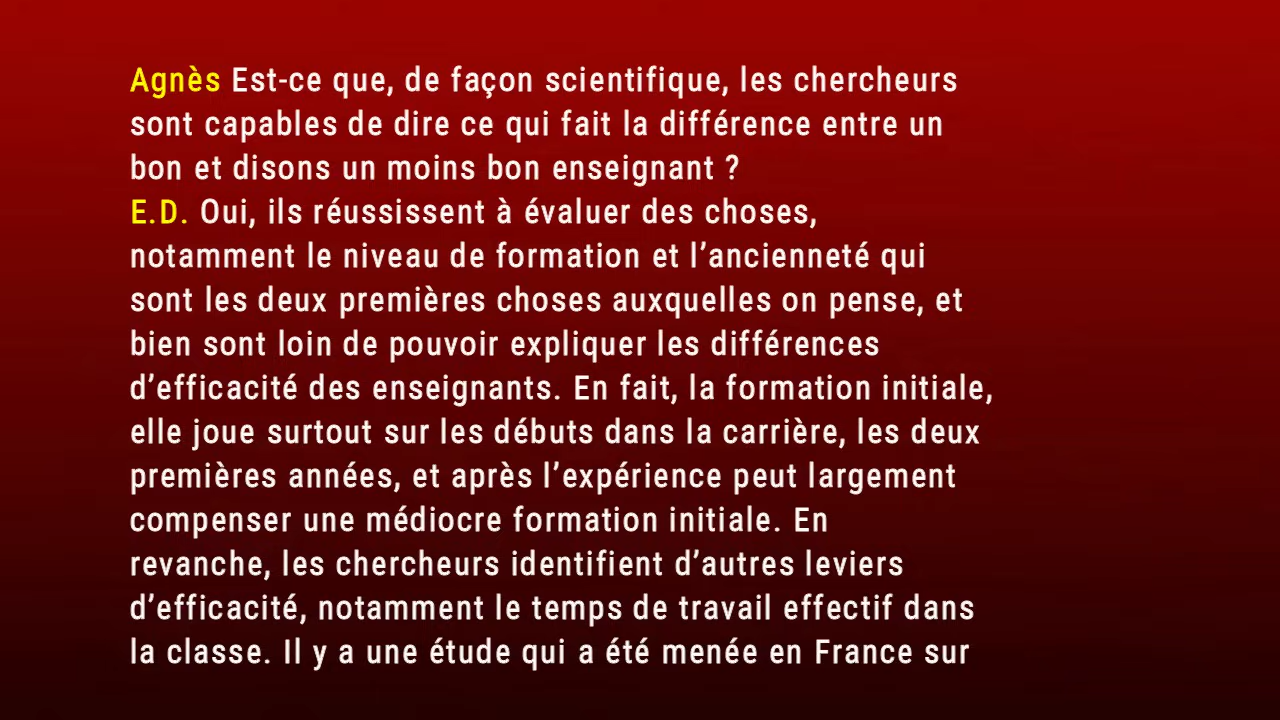 Agnès Est-ce que, de façon scientifique, les chercheurs
sont capables de dire ce qui fait la différence entre un
bon et disons un moins bon enseignant ?
E.D. Oui, ils réussissent à évaluer des choses,
notamment le niveau de formation et l’ancienneté qui
sont les deux premières choses auxquelles on pense, et
bien sont loin de pouvoir expliquer les différences
d’efficacité des enseignants. En fait, la formation initiale,
elle joue surtout sur les débuts dans la carrière, les deux
premières années, et après l’expérience peut largement
compenser une médiocre formation initiale. En
revanche, les chercheurs identifient d’autres leviers
d’efficacité, notamment le temps de travail effectif dans
la classe. Il y a une étude qui a été menée en France sur